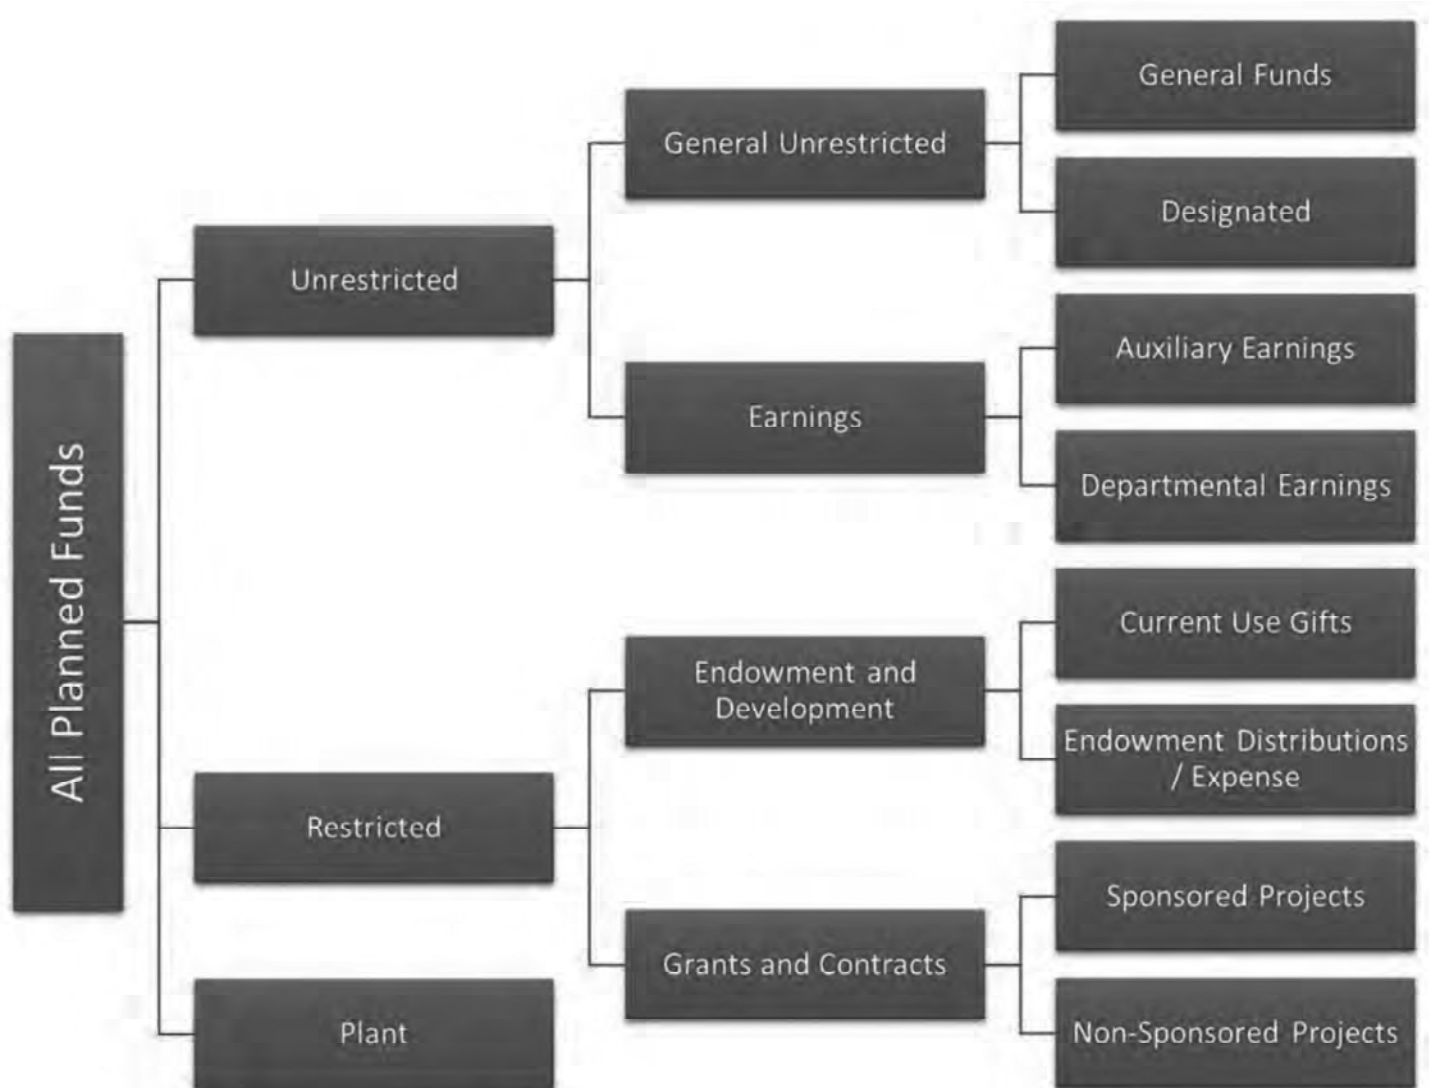 All Planned Funds
Unrestricted
General Unrestricted
General Funds
Designated
Earnings
Auxiliary Earnings
Departmental Earnings
Restricted
Endowment and
Development
Current Use Gifts
Endowment Distributions
/ Expense
Grants and Contracts
Sponsored Projects
Non-Sponsored Projects
Plant